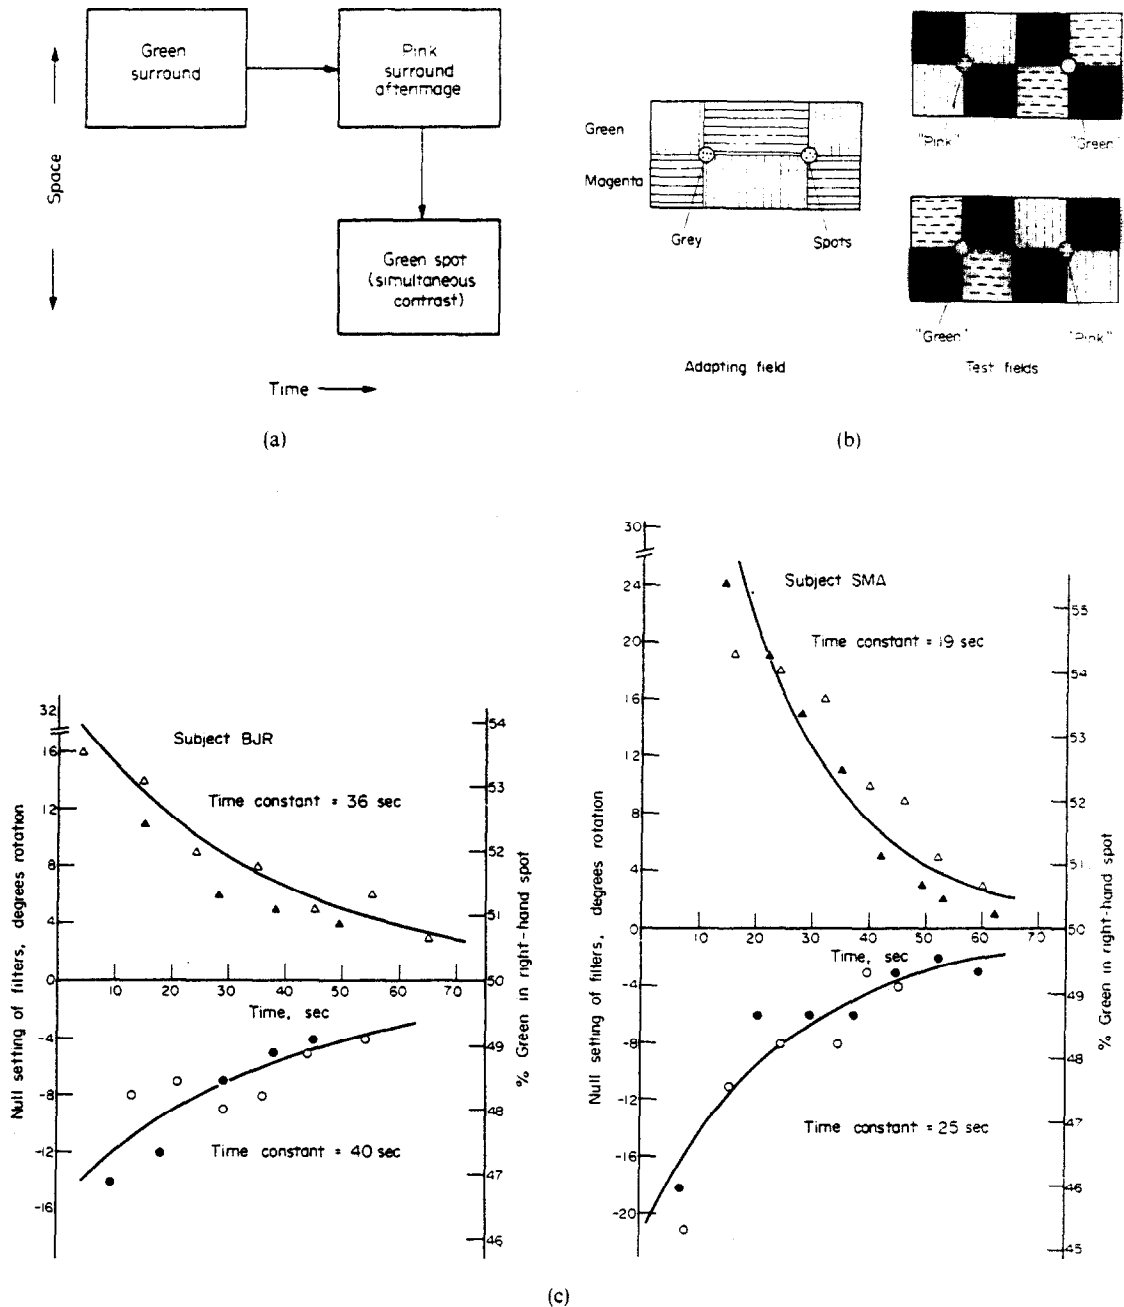 Green
surround
Pink
surround
afterimage
Space
Green spot
(simultaneous
contrast)
Time
(a)
Green
Magenta
Grey
Spots
Adapting field
"Pink"
"Green"
"Green"
"Pink"
Test fields
(b)
Subject BJR
Time constant = 36 sec
Null setting of filters, degrees rotation
32
16
12
8
4
0
-4
-8
-12
-16
10 20 30 40 50 60 70
Time, sec
Time constant = 40 sec
54
53
52
51
50
49
48
47
46
% Green in right-hand spot
Subject SMA
Time constant = 19 sec
Null setting of filters, degrees rotation
30
24
20
16
12
8
4
0
-4
-8
-12
-16
-20
10 20 30 40 50 60 70
Time, sec
Time constant = 25 sec
55
54
53
52
51
50
49
48
47
46
45
% Green in right-hand spot
(c)